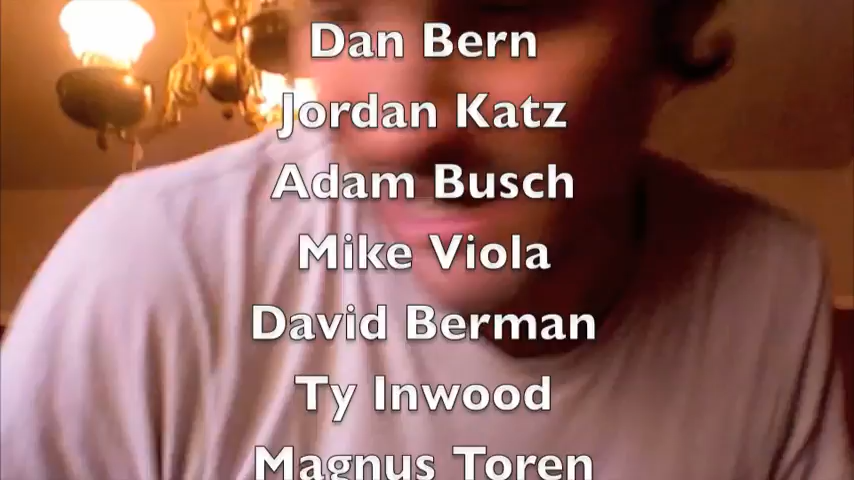 Dan Bern
Jordan Katz
Adam Busch
Mike Viola
David Berman
Ty Inwood
Magnus Toren